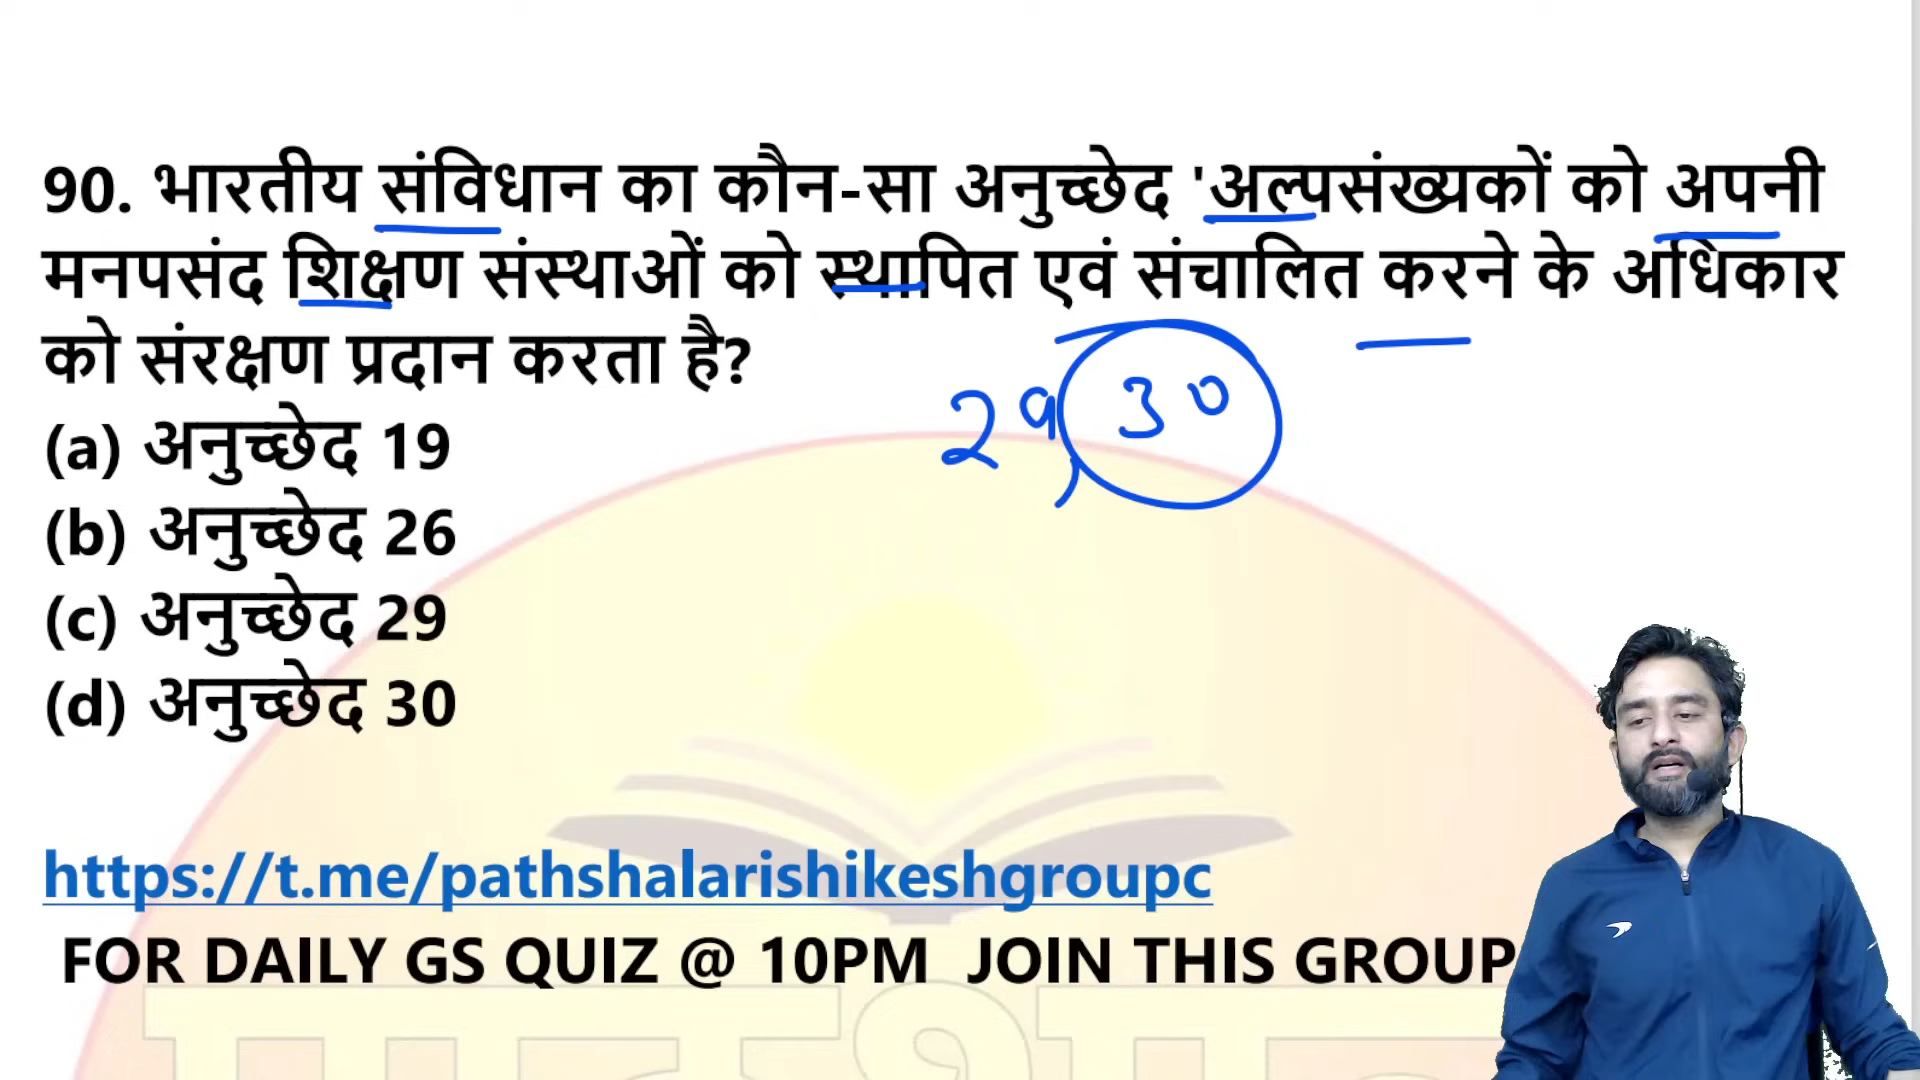 90. भारतीय संविधान का कौन-सा अनुच्छेद 'अल्पसंख्यकों को अपनी
मनपसंद शिक्षण संस्थाओं को स्थापित एवं संचालित करने के अधिकार
को संरक्षण प्रदान करता है?
29, 30
(a) अनुच्छेद 19
(b) अनुच्छेद 26
(c) अनुच्छेद 29
(d) अनुच्छेद 30
https://t.me/pathshalarishikeshgroupc
FOR DAILY GS QUIZ @ 10PM JOIN THIS GROUP